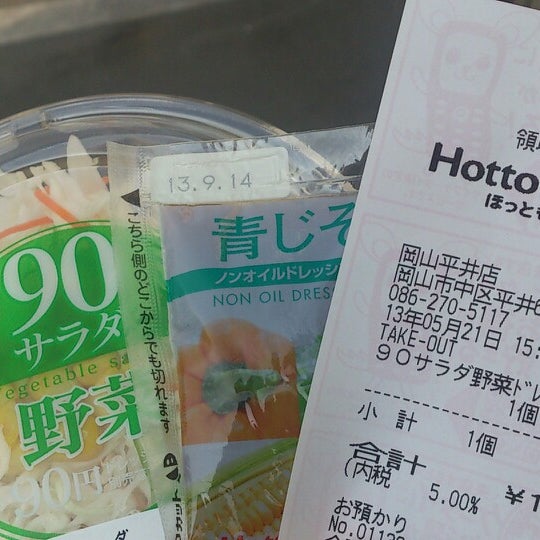 90
サラダ
野菜
90円
13.9.14
こちら側のどこからでも切れます
青じそ
ノンオイルドレッシ
NON OIL DRES
Hotto
ほっとも
岡山平井店
岡山市中区平井6
086-270-5117
13年05月21日 15:
TAKE-OUT
90サラダ野菜ドレ
1個
小計 1個
合計
(内税 5.00% ¥1
お預かり